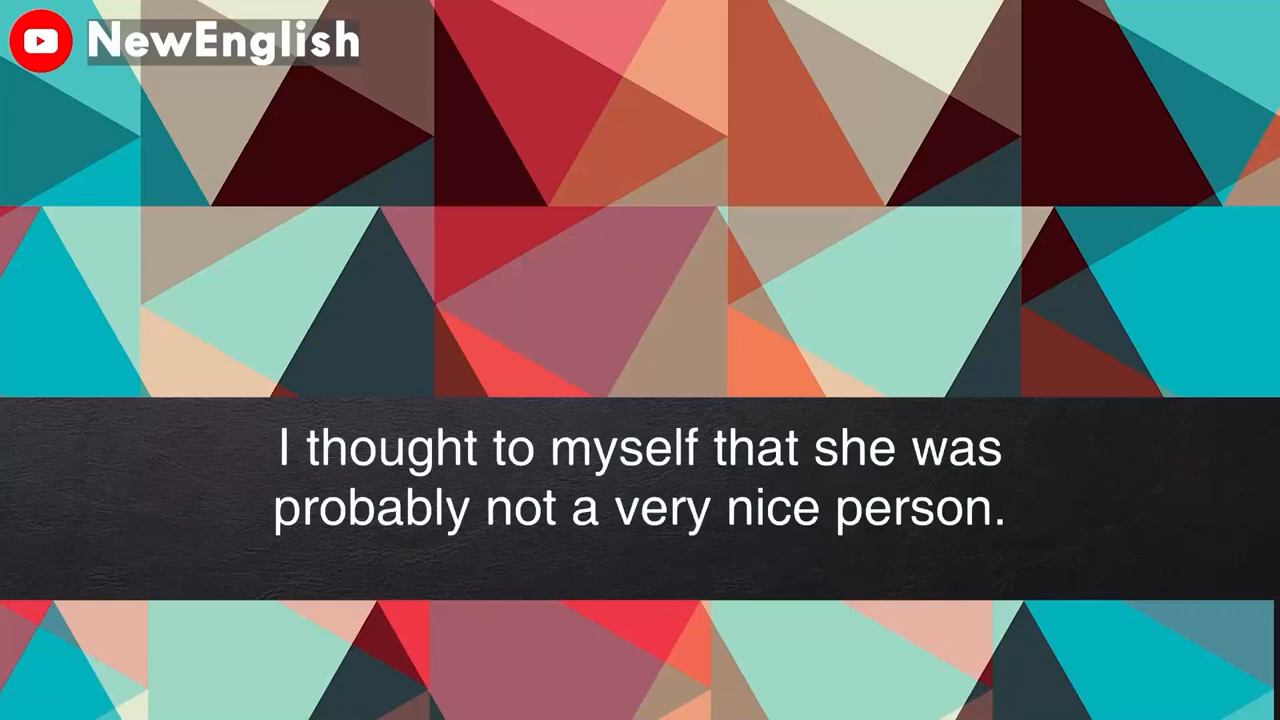 NewEnglish
I thought to myself that she was
probably not a very nice person.